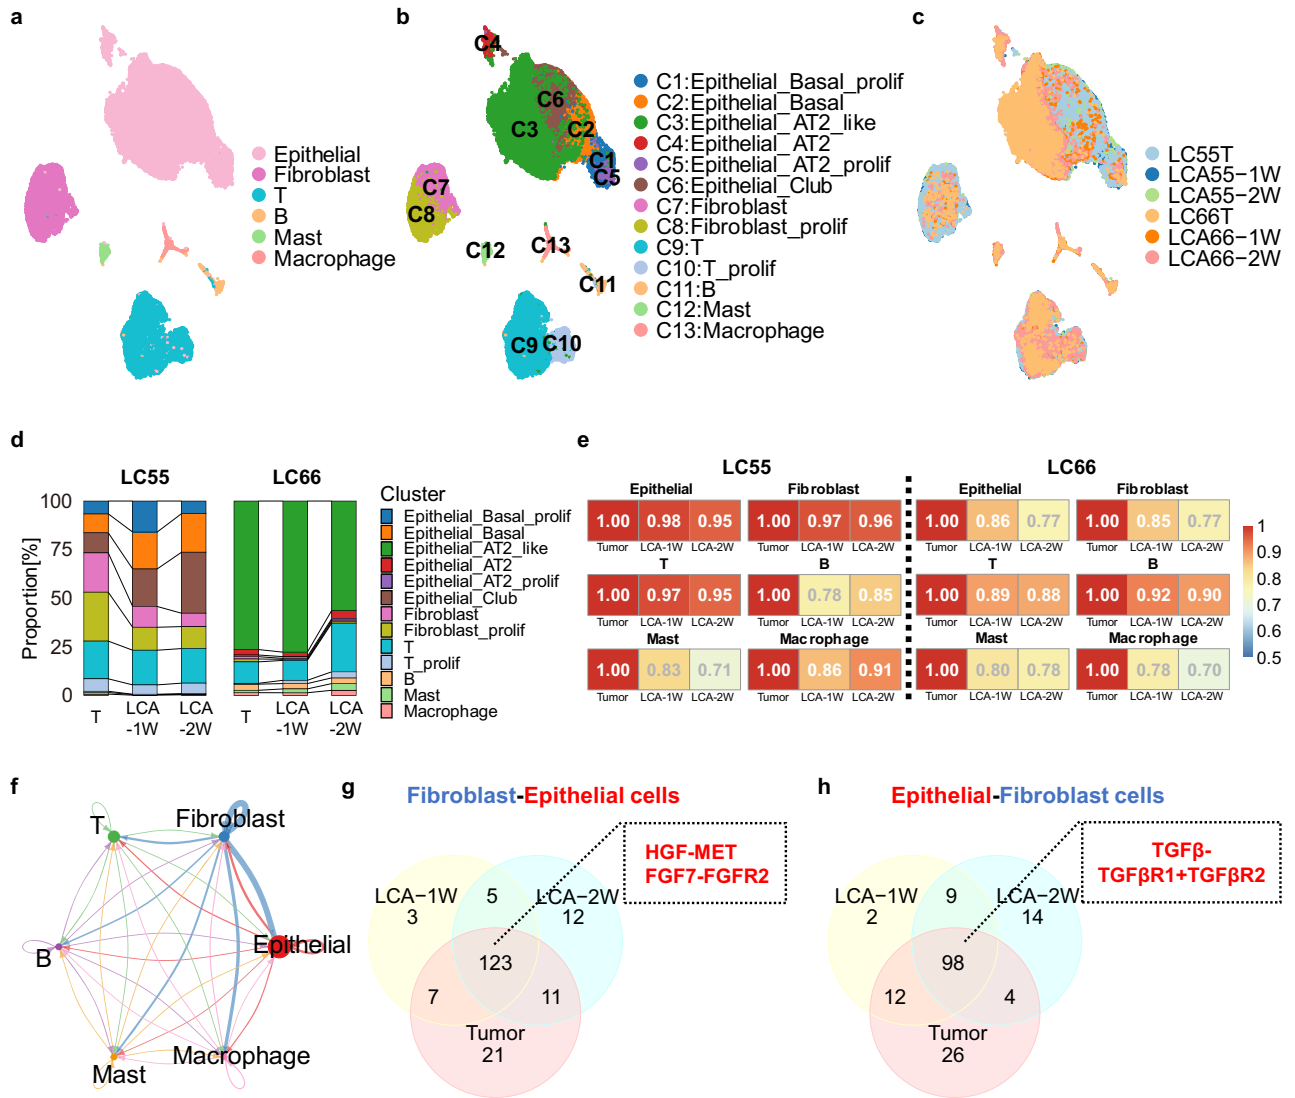 a
Epithelial
Fibroblast
T
B
Mast
Macrophage
b
C4
C6
C3
C2
C1
C5
C7
C8
C12
C13
C11
C9
C10
C1:Epithelial_Basal_prolif
C2:Epithelial_Basal
C3:Epithelial_AT2_like
C4:Epithelial_AT2
C5:Epithelial_AT2_prolif
C6:Epithelial_Club
C7:Fibroblast
C8:Fibroblast_prolif
C9:T
C10:T_prolif
C11:B
C12:Mast
C13:Macrophage
c
LC55T
LCA55−1W
LCA55−2W
LC66T
LCA66−1W
LCA66−2W
d
LC55 LC66
Proportion[%]
100
75
50
25
0
T LCA-1W LCA-2W T LCA-1W LCA-2W
Cluster
Epithelial_Basal_prolif
Epithelial_Basal
Epithelial_AT2_like
Epithelial_AT2
Epithelial_AT2_prolif
Epithelial_Club
Fibroblast
Fibroblast_prolif
T
T_prolif
B
Mast
Macrophage
e
LC55 LC66
Epithelial Fibroblast Epithelial Fibroblast
1.00 0.98 0.95 1.00 0.97 0.96 1.00 0.86 0.77 1.00 0.85 0.77
Tumor LCA-1W LCA-2W Tumor LCA-1W LCA-2W Tumor LCA-1W LCA-2W Tumor LCA-1W LCA-2W
T B T B
1.00 0.97 0.95 1.00 0.78 0.85 1.00 0.89 0.88 1.00 0.92 0.90
Tumor LCA-1W LCA-2W Tumor LCA-1W LCA-2W Tumor LCA-1W LCA-2W Tumor LCA-1W LCA-2W
Mast Macrophage Mast Macrophage
1.00 0.83 0.71 1.00 0.86 0.91 1.00 0.80 0.78 1.00 0.78 0.70
Tumor LCA-1W LCA-2W Tumor LCA-1W LCA-2W Tumor LCA-1W LCA-2W Tumor LCA-1W LCA-2W
1
0.9
0.8
0.7
0.6
0.5
f
T
Fibroblast
B
Epithelial
Mast
Macrophage
g
Fibroblast-Epithelial cells
HGF-MET
FGF7-FGFR2
LCA−1W
3
5
LCA−2W
12
123
7
11
Tumor
21
h
Epithelial-Fibroblast cells
TGFβ-
TGFβR1+TGFβR2
LCA−1W
2
9
LCA−2W
14
98
12
4
Tumor
26